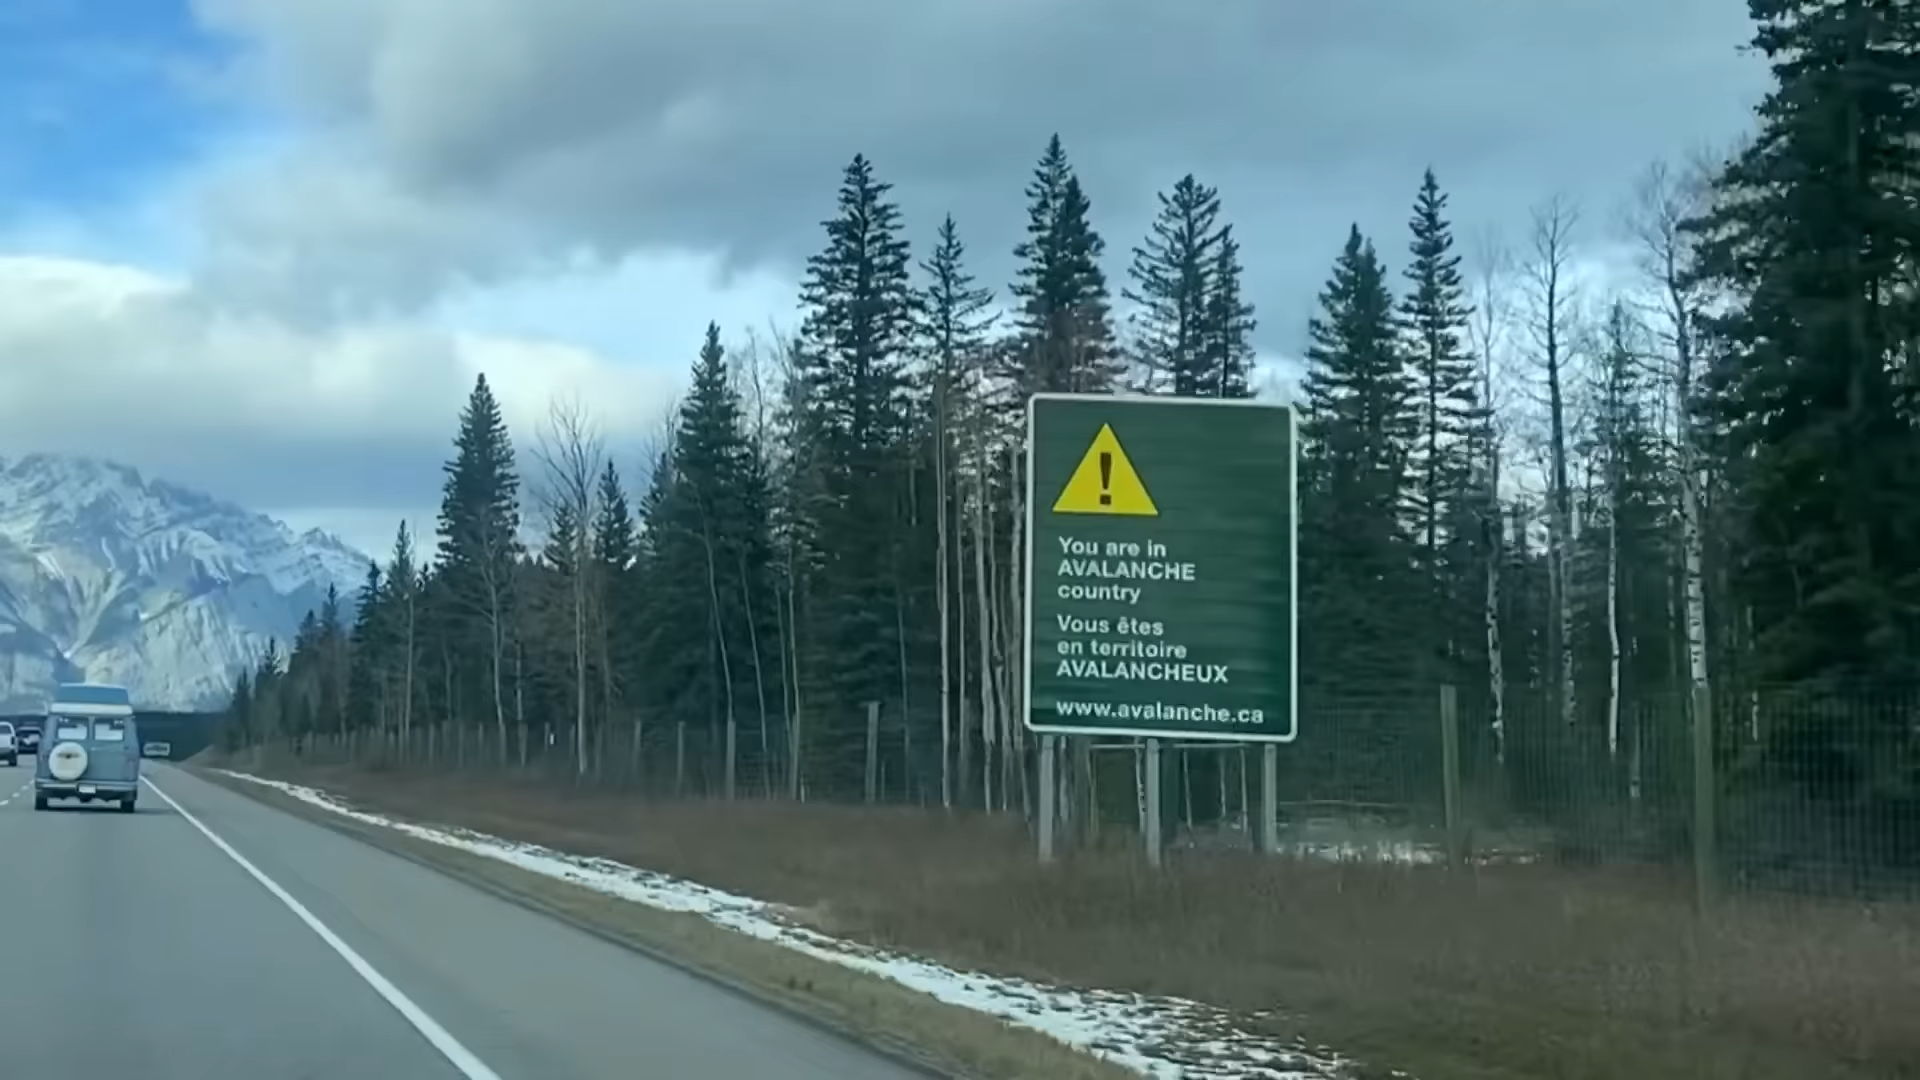 You are in
AVALANCHE
country
Vous êtes
en territoire
AVALANCHEUX
www.avalanche.ca